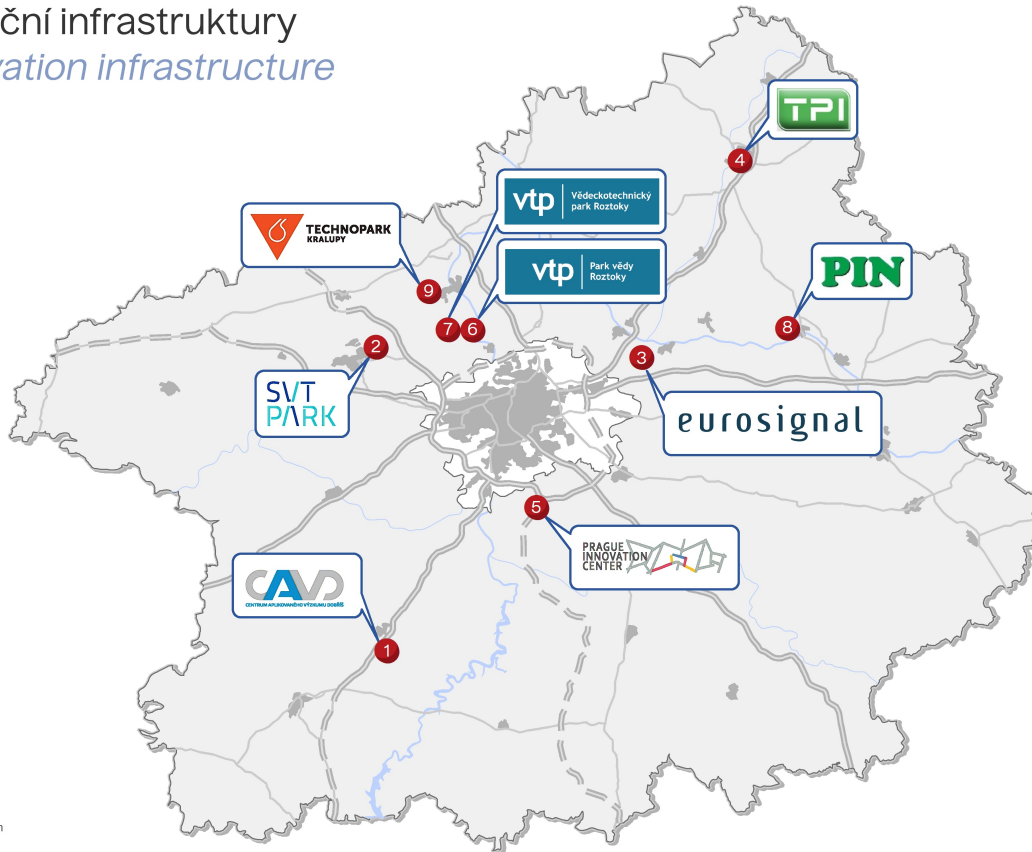 ční infrastruktury
vation infrastructure
TPI
4
vtp
Vědeckotechnický
park Roztoky
TECHNOPARK
KRALUPY
vtp
Park vědy
Roztoky
PIN
9
7
6
8
2
3
SVT
PARK
eurosignal
5
PRAGUE
INNOVATION
CENTER
CAVD
CENTRUM APLIKOVANÉHO VÝZKUMU DOBŘÍŠ
1